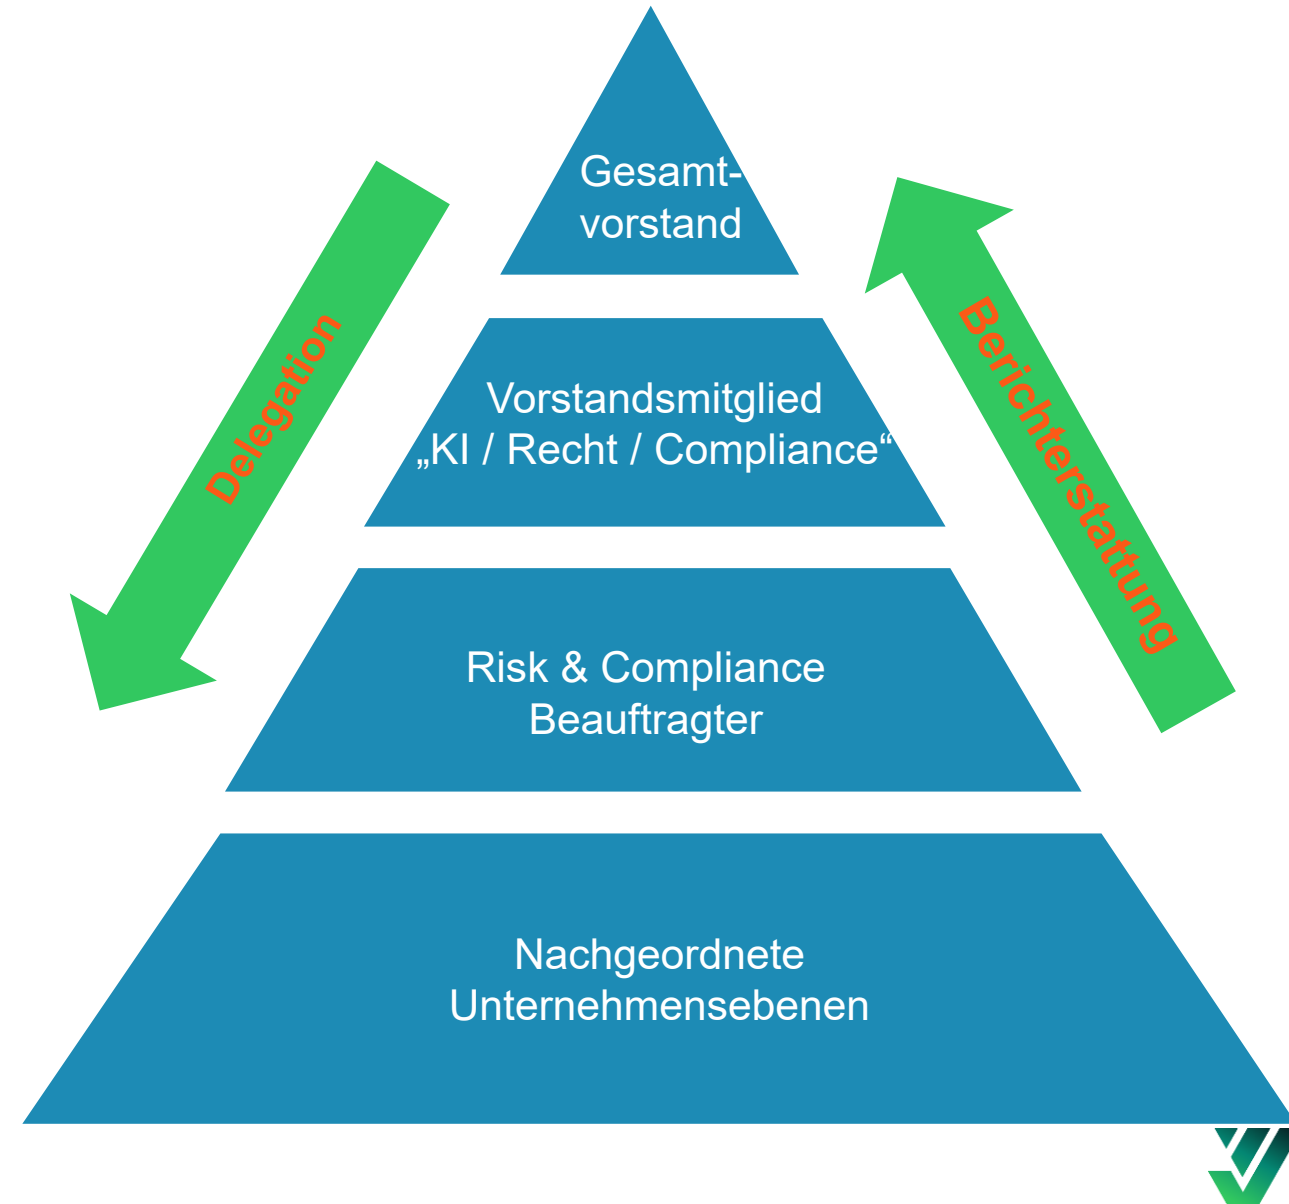 Gesamt-
vorstand
Delegation
Berichterstattung
Vorstandsmitglied
„KI / Recht / Compliance“
Risk & Compliance
Beauftragter
Nachgeordnete
Unternehmensebenen